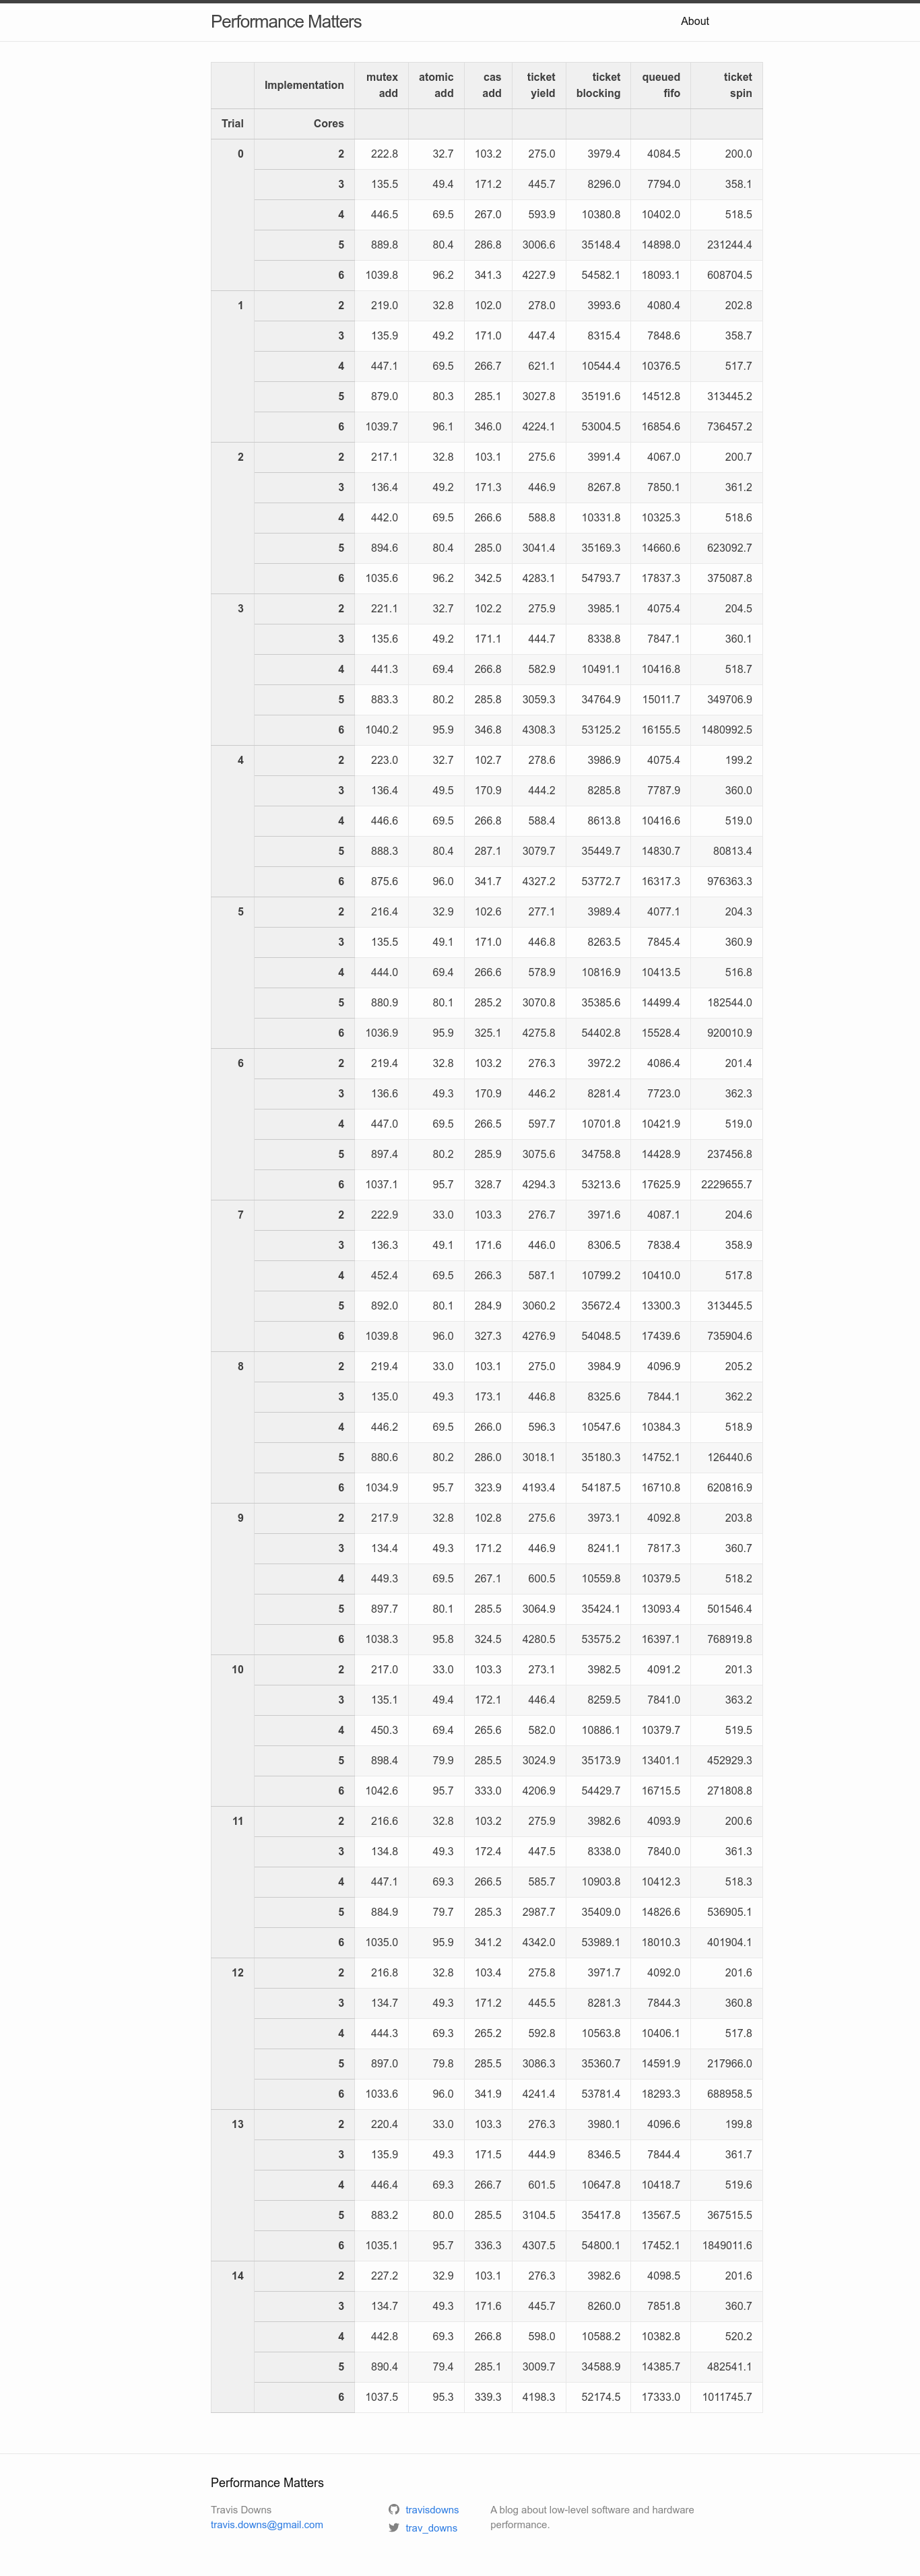 Performance Matters About
Implementation mutex add atomic add cas add ticket yield ticket blocking queued fifo ticket spin
Trial Cores
0 2 222.8 32.7 103.2 275.0 3979.4 4084.5 200.0
3 135.5 49.4 171.2 445.7 8296.0 7794.0 358.1
4 446.5 69.5 267.0 593.9 10380.8 10402.0 518.5
5 889.8 80.4 286.8 3006.6 35148.4 14898.0 231244.4
6 1039.8 96.2 341.3 4227.9 54582.1 18093.1 608704.5
1 2 219.0 32.8 102.0 278.0 3993.6 4080.4 202.8
3 135.9 49.2 171.0 447.4 8315.4 7848.6 358.7
4 447.1 69.5 266.7 621.1 10544.4 10376.5 517.7
5 879.0 80.3 285.1 3027.8 35191.6 14512.8 313445.2
6 1039.7 96.1 346.0 4224.1 53004.5 16854.6 736457.2
2 2 217.1 32.8 103.1 275.6 3991.4 4067.0 200.7
3 136.4 49.2 171.3 446.9 8267.8 7850.1 361.2
4 442.0 69.5 266.6 588.8 10331.8 10325.3 518.6
5 894.6 80.4 285.0 3041.4 35169.3 14660.6 623092.7
6 1035.6 96.2 342.5 4283.1 54793.7 17837.3 375087.8
3 2 221.1 32.7 102.2 275.9 3985.1 4075.4 204.5
3 135.6 49.2 171.1 444.7 8338.8 7847.1 360.1
4 441.3 69.4 266.8 582.9 10491.1 10416.8 518.7
5 883.3 80.2 285.8 3059.3 34764.9 15011.7 349706.9
6 1040.2 95.9 346.8 4308.3 53125.2 16155.5 1480992.5
4 2 223.0 32.7 102.7 278.6 3986.9 4075.4 199.2
3 136.4 49.5 170.9 444.2 8285.8 7787.9 360.0
4 446.6 69.5 266.8 588.4 8613.8 10416.6 519.0
5 888.3 80.4 287.1 3079.7 35449.7 14830.7 80813.4
6 875.6 96.0 341.7 4327.2 53772.7 16317.3 976363.3
5 2 216.4 32.9 102.6 277.1 3989.4 4077.1 204.3
3 135.5 49.1 171.0 446.8 8263.5 7845.4 360.9
4 444.0 69.4 266.6 578.9 10816.9 10413.5 516.8
5 880.9 80.1 285.2 3070.8 35385.6 14499.4 182544.0
6 1036.9 95.9 325.1 4275.8 54402.8 15528.4 920010.9
6 2 219.4 32.8 103.2 276.3 3972.2 4086.4 201.4
3 136.6 49.3 170.9 446.2 8281.4 7723.0 362.3
4 447.0 69.5 266.5 597.7 10701.8 10421.9 519.0
5 897.4 80.2 285.9 3075.6 34758.8 14428.9 237456.8
6 1037.1 95.7 328.7 4294.3 53213.6 17625.9 2229655.7
7 2 222.9 33.0 103.3 276.7 3971.6 4087.1 204.6
3 136.3 49.1 171.6 446.0 8306.5 7838.4 358.9
4 452.4 69.5 266.3 587.1 10799.2 10410.0 517.8
5 892.0 80.1 284.9 3060.2 35672.4 13300.3 313445.5
6 1039.8 96.0 327.3 4276.9 54048.5 17439.6 735904.6
8 2 219.4 33.0 103.1 275.0 3984.9 4096.9 205.2
3 135.0 49.3 173.1 446.8 8325.6 7844.1 362.2
4 446.2 69.5 266.0 596.3 10547.6 10384.3 518.9
5 880.6 80.2 286.0 3018.1 35180.3 14752.1 126440.6
6 1034.9 95.7 323.9 4193.4 54187.5 16710.8 620816.9
9 2 217.9 32.8 102.8 275.6 3973.1 4092.8 203.8
3 134.4 49.3 171.2 446.9 8241.1 7817.3 360.7
4 449.3 69.5 267.1 600.5 10559.8 10379.5 518.2
5 897.7 80.1 285.5 3064.9 35424.1 13093.4 501546.4
6 1038.3 95.8 324.5 4280.5 53575.2 16397.1 768919.8
10 2 217.0 33.0 103.3 273.1 3982.5 4091.2 201.3
3 135.1 49.4 172.1 446.4 8259.5 7841.0 363.2
4 450.3 69.4 265.6 582.0 10886.1 10379.7 519.5
5 898.4 79.9 285.5 3024.9 35173.9 13401.1 452929.3
6 1042.6 95.7 333.0 4206.9 54429.7 16715.5 271808.8
11 2 216.6 32.8 103.2 275.9 3982.6 4093.9 200.6
3 134.8 49.3 172.4 447.5 8338.0 7840.0 361.3
4 447.1 69.3 266.5 585.7 10903.8 10412.3 518.3
5 884.9 79.7 285.3 2987.7 35409.0 14826.6 536905.1
6 1035.0 95.9 341.2 4342.0 53989.1 18010.3 401904.1
12 2 216.8 32.8 103.4 275.8 3971.7 4092.0 201.6
3 134.7 49.3 171.2 445.5 8281.3 7844.3 360.8
4 444.3 69.3 265.2 592.8 10563.8 10406.1 517.8
5 897.0 79.8 285.5 3086.3 35360.7 14591.9 217966.0
6 1033.6 96.0 341.9 4241.4 53781.4 18293.3 688958.5
13 2 220.4 33.0 103.3 276.3 3980.1 4096.6 199.8
3 135.9 49.3 171.5 444.9 8346.5 7844.4 361.7
4 446.4 69.3 266.7 601.5 10647.8 10418.7 519.6
5 883.2 80.0 285.5 3104.5 35417.8 13567.5 367515.5
6 1035.1 95.7 336.3 4307.5 54800.1 17452.1 1849011.6
14 2 227.2 32.9 103.1 276.3 3982.6 4098.5 201.6
3 134.7 49.3 171.6 445.7 8260.0 7851.8 360.7
4 442.8 69.3 266.8 598.0 10588.2 10382.8 520.2
5 890.4 79.4 285.1 3009.7 34588.9 14385.7 482541.1
6 1037.5 95.3 339.3 4198.3 52174.5 17333.0 1011745.7
Performance Matters
Travis Downs
travis.downs@gmail.com
travisdowns
trav_downs
A blog about low-level software and hardware
performance.